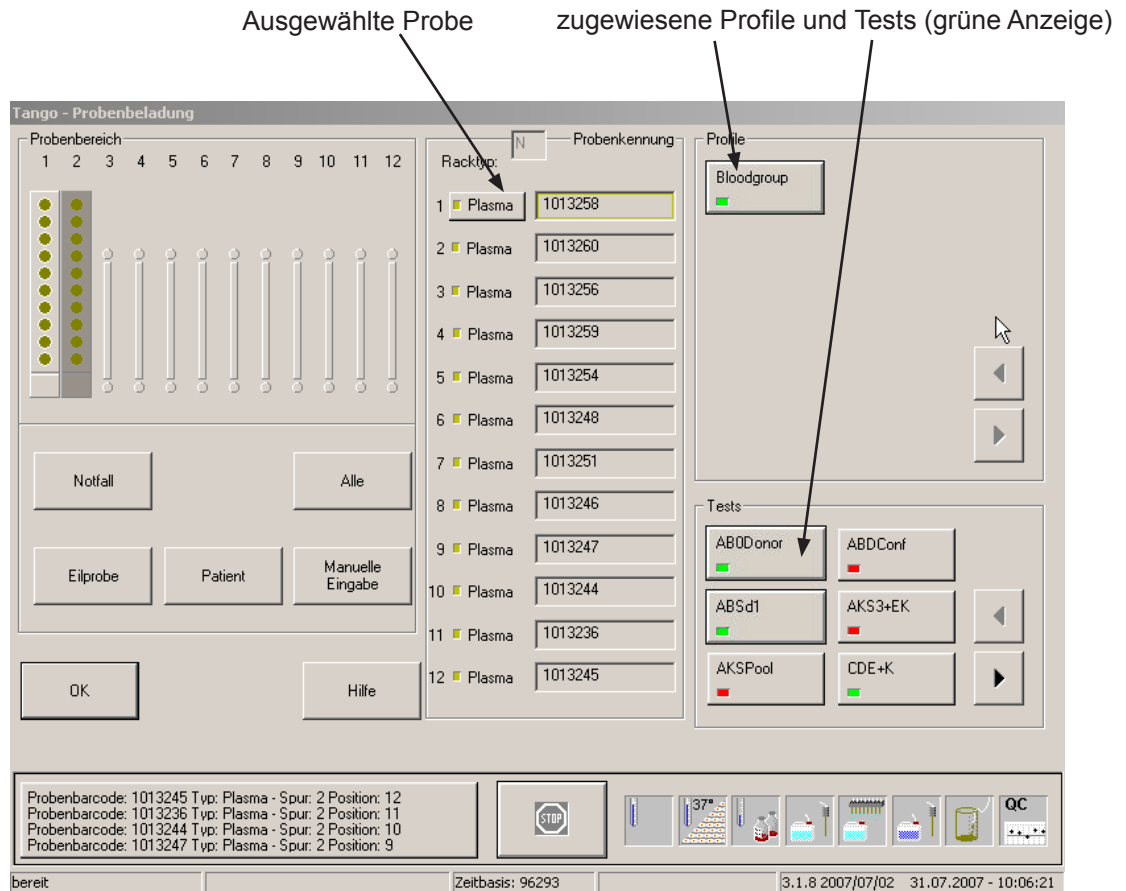 Ausgewählte Probe
zugewiesene Profile und Tests (grüne Anzeige)
Tango - Probenbeladung
Probenbereich
1 2 3 4 5 6 7 8 9 10 11 12
Notfall
Alle
Eilprobe
Patient
Manuelle
Eingabe
OK
Hilfe
N
Probenkennung
Racktyp:
1 Plasma 1013258
2 Plasma 1013260
3 Plasma 1013256
4 Plasma 1013259
5 Plasma 1013254
6 Plasma 1013248
7 Plasma 1013251
8 Plasma 1013246
9 Plasma 1013247
10 Plasma 1013244
11 Plasma 1013236
12 Plasma 1013245
Profile
Bloodgroup
Tests
AB0Donor
ABDConf
ABSd1
AKS3+EK
AKSPool
CDE+K
Probenbarcode: 1013245 Typ: Plasma - Spur: 2 Position: 12
Probenbarcode: 1013236 Typ: Plasma - Spur: 2 Position: 11
Probenbarcode: 1013244 Typ: Plasma - Spur: 2 Position: 10
Probenbarcode: 1013247 Typ: Plasma - Spur: 2 Position: 9
STOP
37°
QC
bereit
Zeitbasis: 96293
3.1.8 2007/07/02 31.07.2007 - 10:06:21